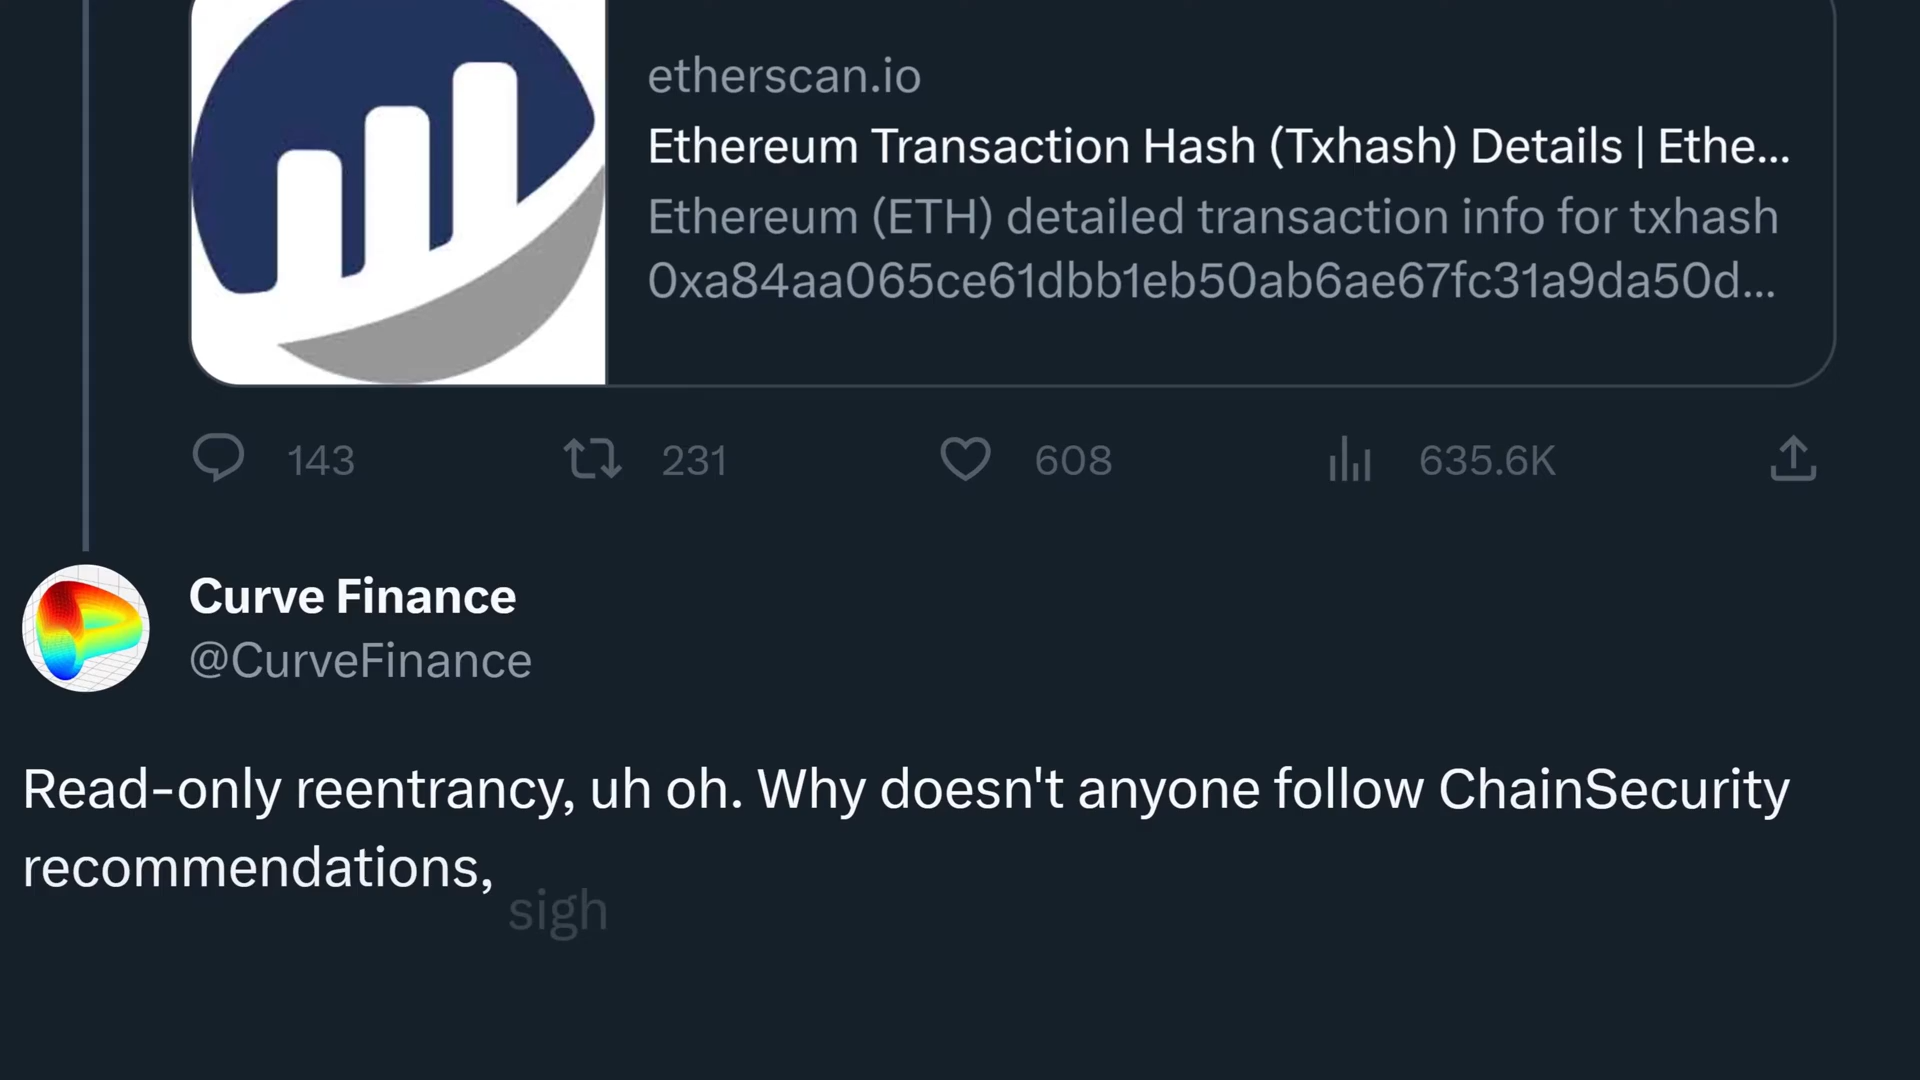 etherscan.io
Ethereum Transaction Hash (Txhash) Details | Ethe...
Ethereum (ETH) detailed transaction info for txhash
0xa84aa065ce61dbb1eb50ab6ae67fc31a9da50d...
143 231 608 635.6K
Curve Finance
@CurveFinance
Read-only reentrancy, uh oh. Why doesn't anyone follow ChainSecurity
recommendations,
sigh